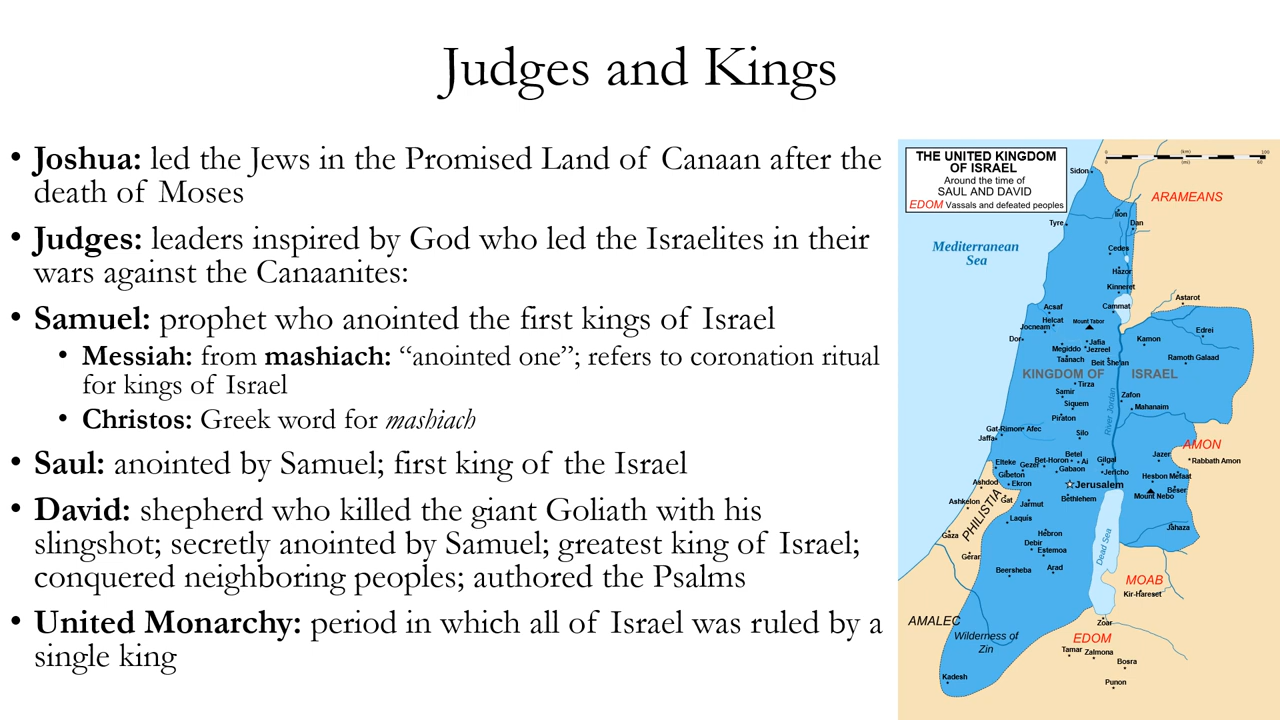 Judges and Kings
• Joshua: led the Jews in the Promised Land of Canaan after the
death of Moses
• Judges: leaders inspired by God who led the Israelites in their
wars against the Canaanites:
• Samuel: prophet who anointed the first kings of Israel
• Messiah: from mashiach: “anointed one”; refers to coronation ritual
for kings of Israel
• Christos: Greek word for mashiach
• Saul: anointed by Samuel; first king of the Israel
• David: shepherd who killed the giant Goliath with his
slingshot; secretly anointed by Samuel; greatest king of Israel;
conquered neighboring peoples; authored the Psalms
• United Monarchy: period in which all of Israel was ruled by a
single king
THE UNITED KINGDOM
OF ISRAEL
Around the time of
SAUL AND DAVID
EDOM Vassals and defeated peoples
0 (km) 100
0 (mi) 60
Sidon
ARAMEANS
Tyre
Iion
Dan
Mediterranean
Sea
Cedes
Hazor
Kinneret
Astarot
Acsaf
Cammat
Helcat
Mount Tabor
Jocneam
Edrei
Dor
Jafia
Kamon
Megiddo
Jezreel
Taanach
Beit She'an
Ramoth Galaad
KINGDOM OF ISRAEL
Tirza
Samir
Zafon
Siquem
Mahanaim
River Jordan
Piraton
Gat-Rimon
Afec
Silo
Jaffa
AMON
Betel
Jazer
Elteke
Gezer
Bet-Horon
Ai
Gilgal
Rabbath Amon
Gabaon
Jericho
Gibeton
Hesbon
Mefaat
Ashdod
Ekron
Jerusalem
Beser
Ashkelon
Gat
Bethlehem
Mount Nebo
Jarmut
PHILISTIA
Laquis
Jahaza
Gaza
Hebron
Debir
Dead Sea
Estemoa
Gerar
Beersheba
Arad
MOAB
Kir-Hareset
AMALEC
Zoar
Wilderness of
Zin
EDOM
Tamar
Zalmona
Bosra
Kadesh
Punon